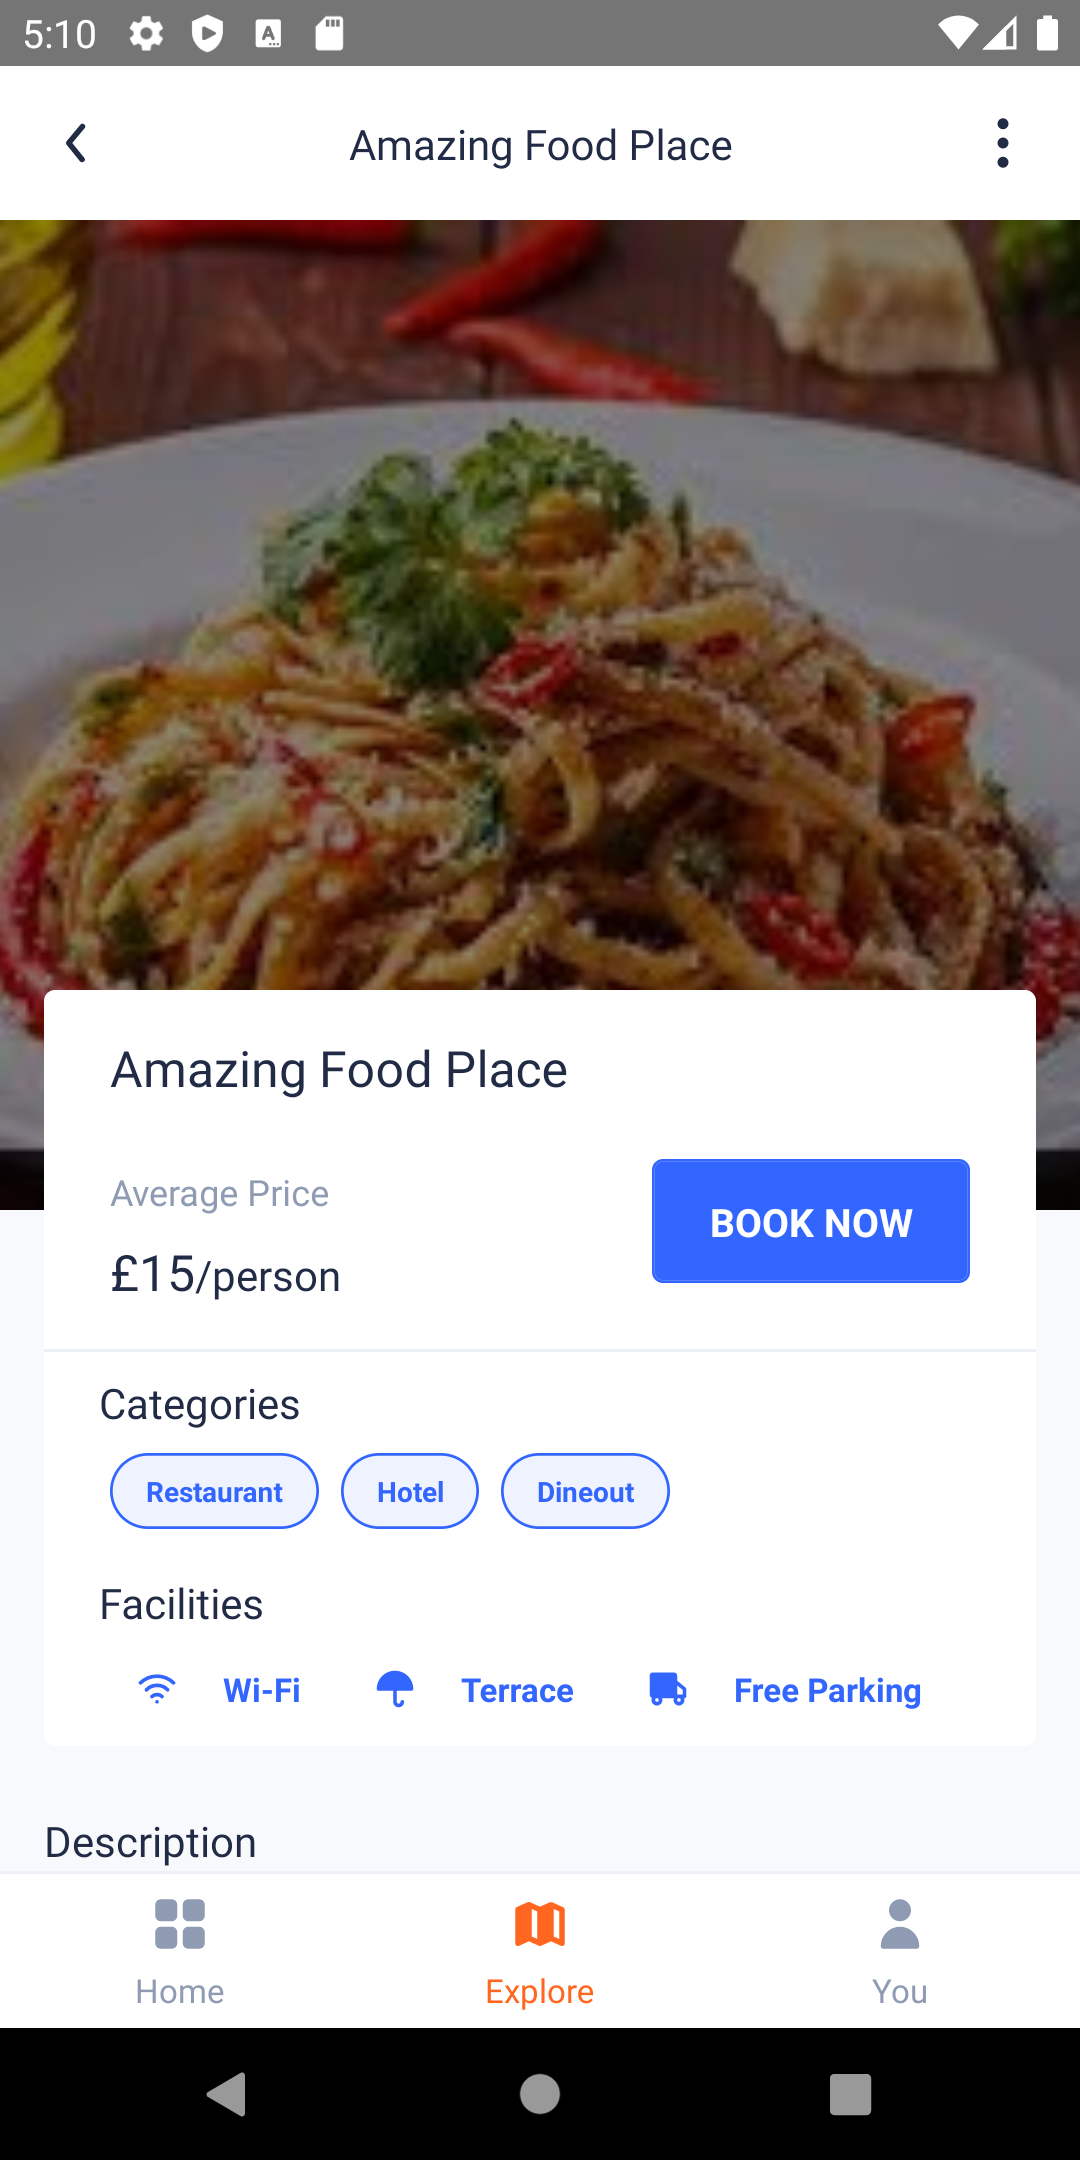 5:10
Amazing Food Place
Amazing Food Place
Average Price
£15/person
BOOK NOW
Categories
Restaurant Hotel Dineout
Facilities
Wi-Fi Terrace Free Parking
Description
Home Explore You